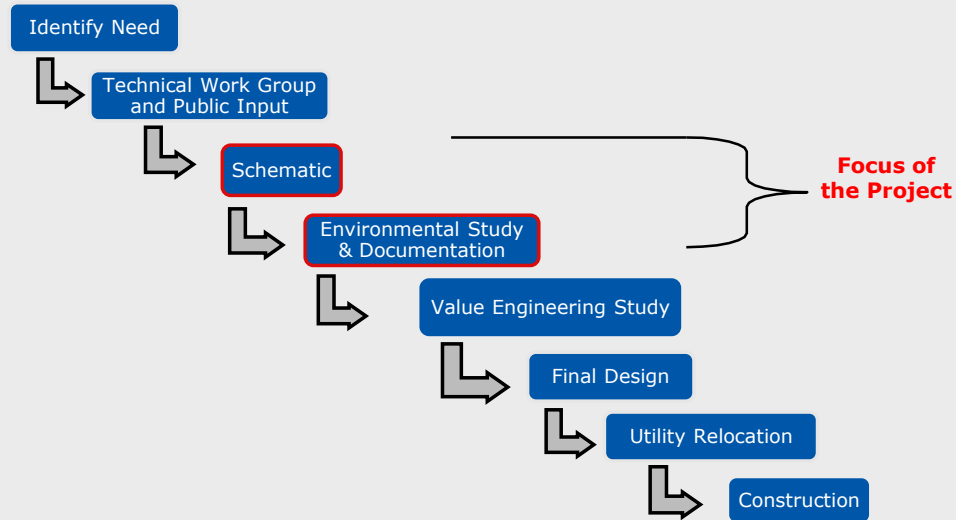 Identify Need
Technical Work Group
and Public Input
Schematic
Focus of
the Project
Environmental Study
& Documentation
Value Engineering Study
Final Design
Utility Relocation
Construction